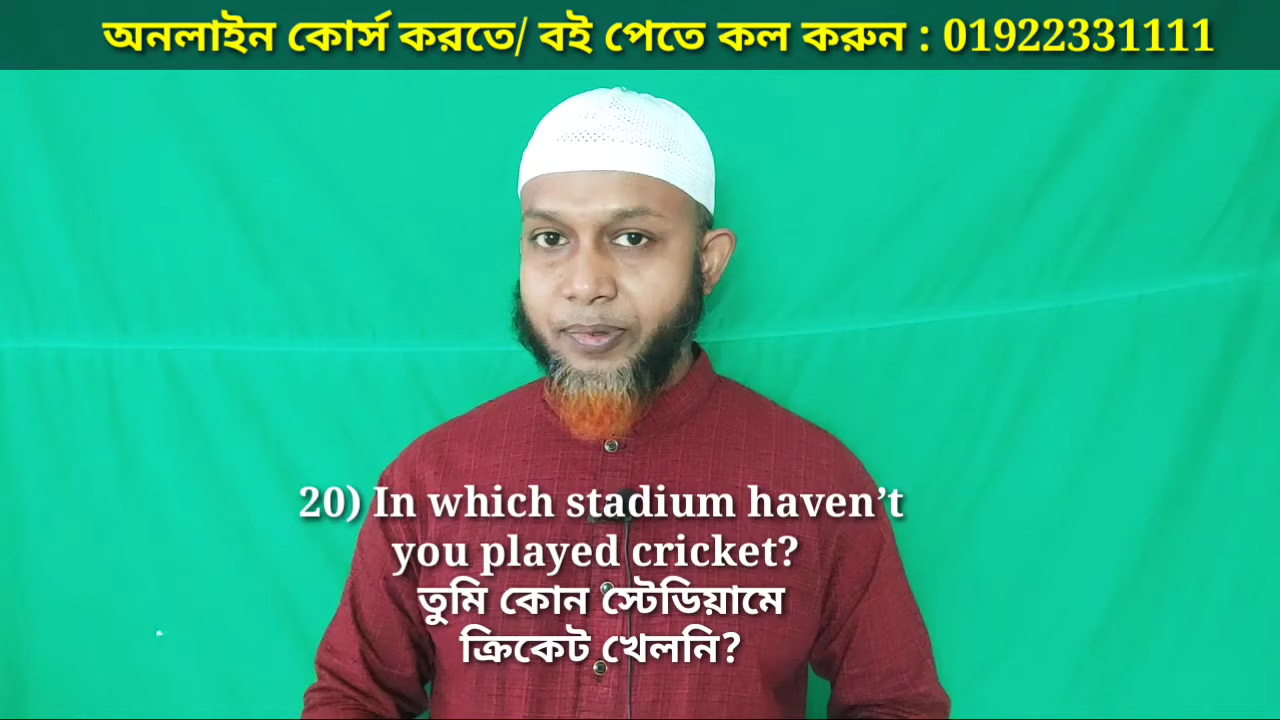 অনলাইন কোর্স করতে/ বই পেতে কল করুন : 01922331111
20) In which stadium haven’t
you played cricket?
তুমি কোন স্টেডিয়ামে
ক্রিকেট খেলনি?